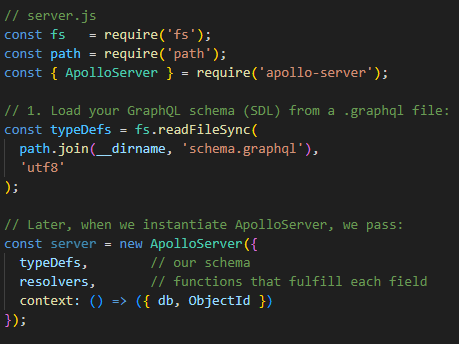 // server.js
const fs   = require('fs');
const path = require('path');
const { ApolloServer } = require('apollo-server');

// 1. Load your GraphQL schema (SDL) from a .graphql file:
const typeDefs = fs.readFileSync(
  path.join(__dirname, 'schema.graphql'),
  'utf8'
);

// Later, when we instantiate ApolloServer, we pass:
const server = new ApolloServer({
  typeDefs,        // our schema
  resolvers,       // functions that fulfill each field
  context: () => ({ db, ObjectId })
});